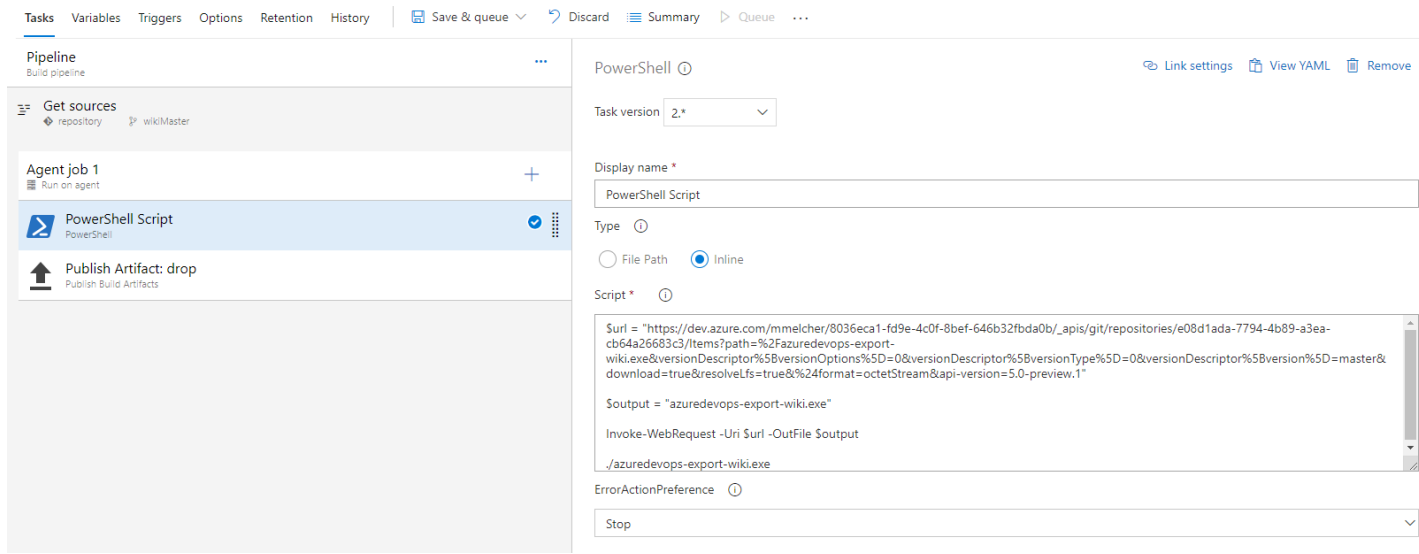 Tasks Variables Triggers Options Retention History Save & queue Discard Summary Queue ...
Pipeline
Build pipeline
Get sources
repository wikiMaster
Agent job 1
Run on agent
PowerShell Script
PowerShell
Publish Artifact: drop
Publish Build Artifacts
PowerShell
Link settings View YAML Remove
Task version 2.*
Display name *
PowerShell Script
Type
File Path Inline
Script *
$url = "https://dev.azure.com/mmelcher/8036eca1-fd9e-4c0f-8bef-646b32fbda0b/_apis/git/repositories/e08d1ada-7794-4b89-a3ea-
cb64a26683c3/Items?path=%2Fazuredevops-export-
wiki.exe&versionDescriptor%5BversionOptions%5D=0&versionDescriptor%5BversionType%5D=0&versionDescriptor%5Bversion%5D=master&
download=true&resolveLfs=true&%24format=octetStream&api-version=5.0-preview.1"
$output = "azuredevops-export-wiki.exe"
Invoke-WebRequest -Uri $url -OutFile $output
./azuredevops-export-wiki.exe
ErrorActionPreference
Stop